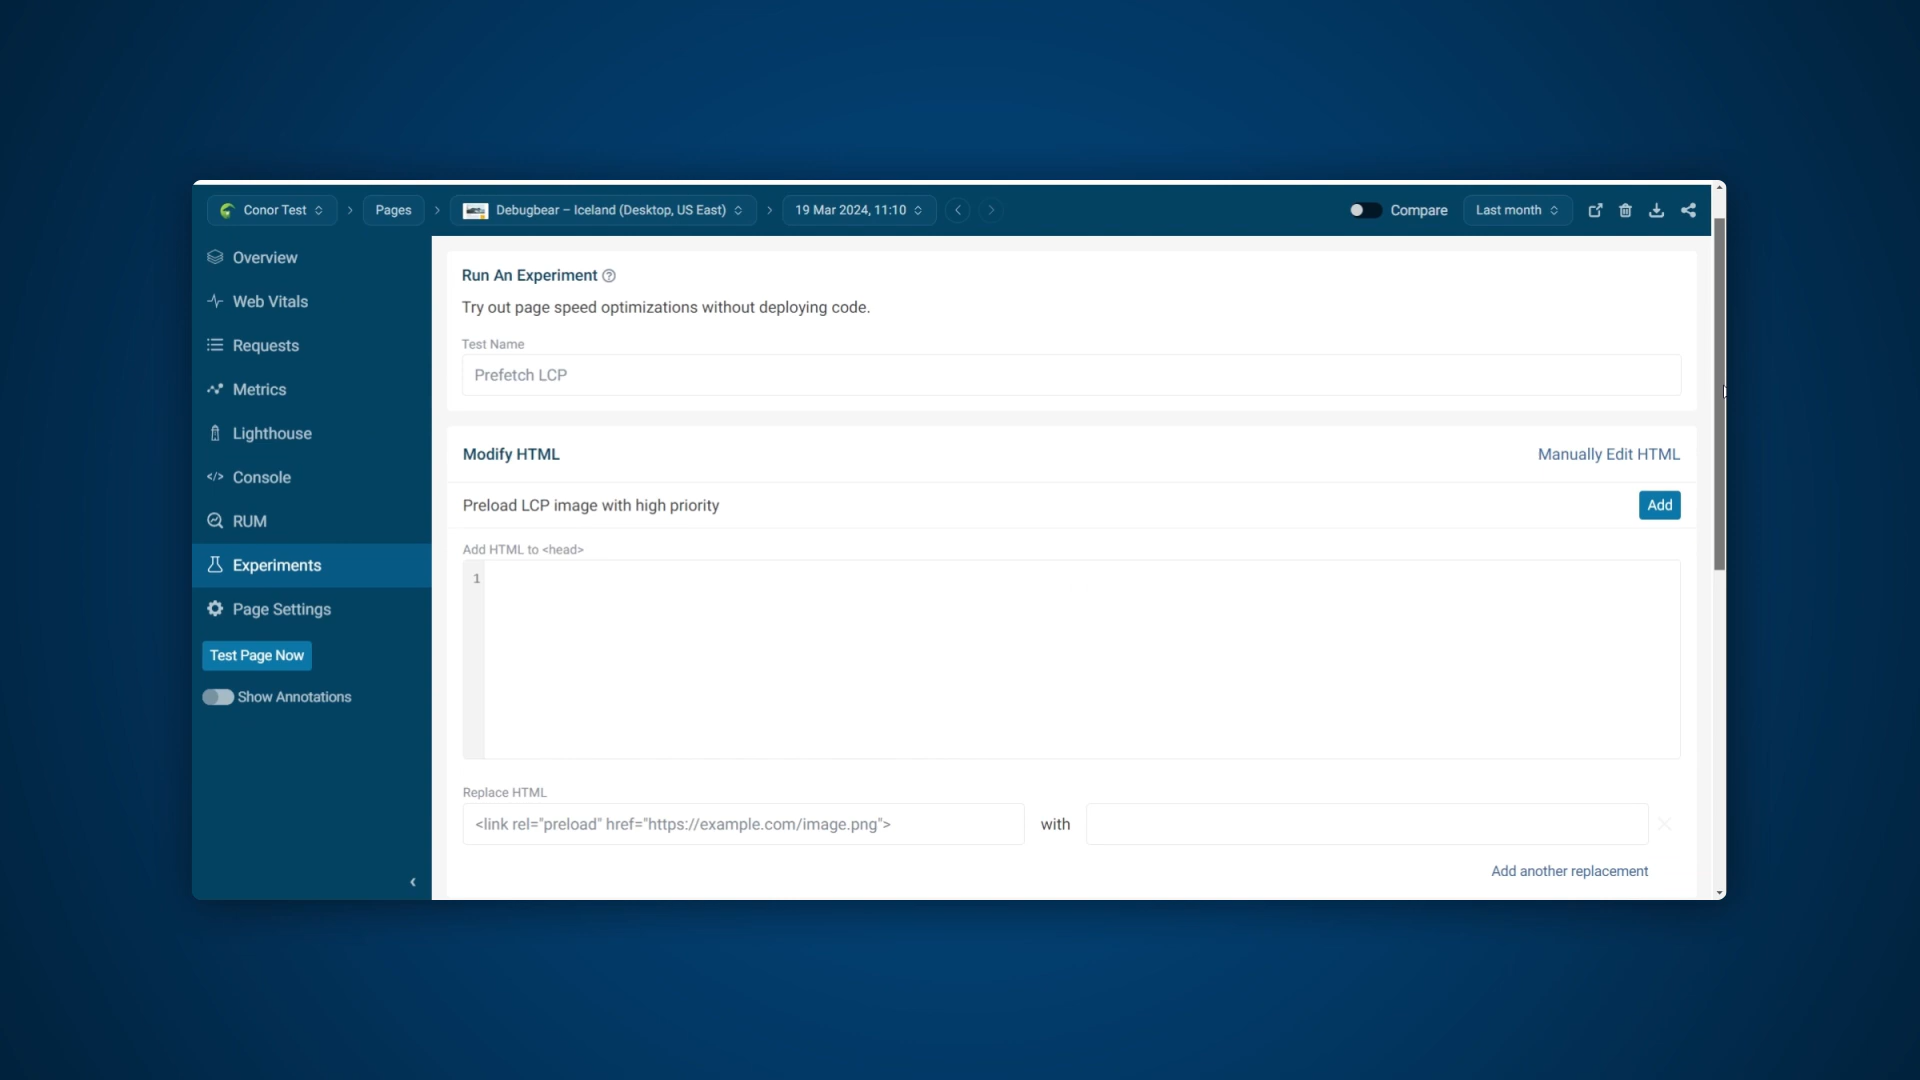 Conor Test
Pages
Debugbear – Iceland (Desktop, US East)
19 Mar 2024, 11:10
Compare
Last month
Overview
Web Vitals
Requests
Metrics
Lighthouse
Console
RUM
Experiments
Page Settings
Test Page Now
Show Annotations
Run An Experiment
Try out page speed optimizations without deploying code.
Test Name
Prefetch LCP
Modify HTML
Manually Edit HTML
Preload LCP image with high priority
Add
Add HTML to <head>
1
Replace HTML
<link rel="preload" href="https://example.com/image.png">
with
Add another replacement